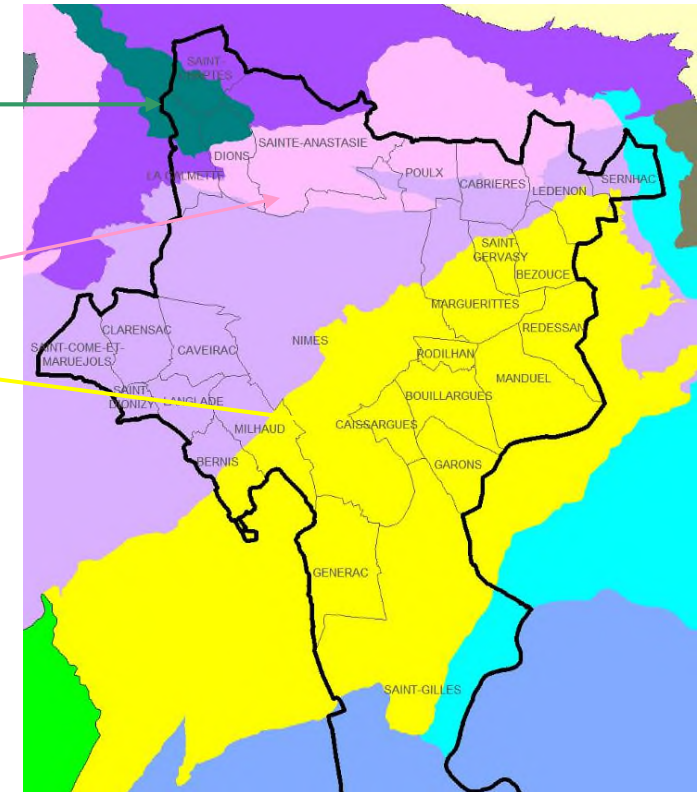 SAINT-
CHAPTES
SAINTE-ANASTASIE
DIONS
LA CALMETTE
POULX
CABRIERES
LEDENON
SERNHAC
SAINT-
GERVASY
BEZOUCE
MARGUERITTES
REDESSAN
CLARENSAC
SAINT-COME-ET-
MARUEJOLS
CAVEIRAC
NIMES
RODILHAN
MANDUEL
SAINT-
DIONIZY
LANGLADE
BOUILLARGUES
MILHAUD
CAISSARGUES
BERNIS
GARONS
GENERAC
SAINT-GILLES